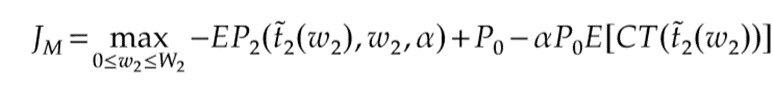 J_M = max_{0≤w_2≤W_2} −EP_2(t̃_2(w_2), w_2, α) + P_0 − αP_0E[CT(t̃_2(w_2))]